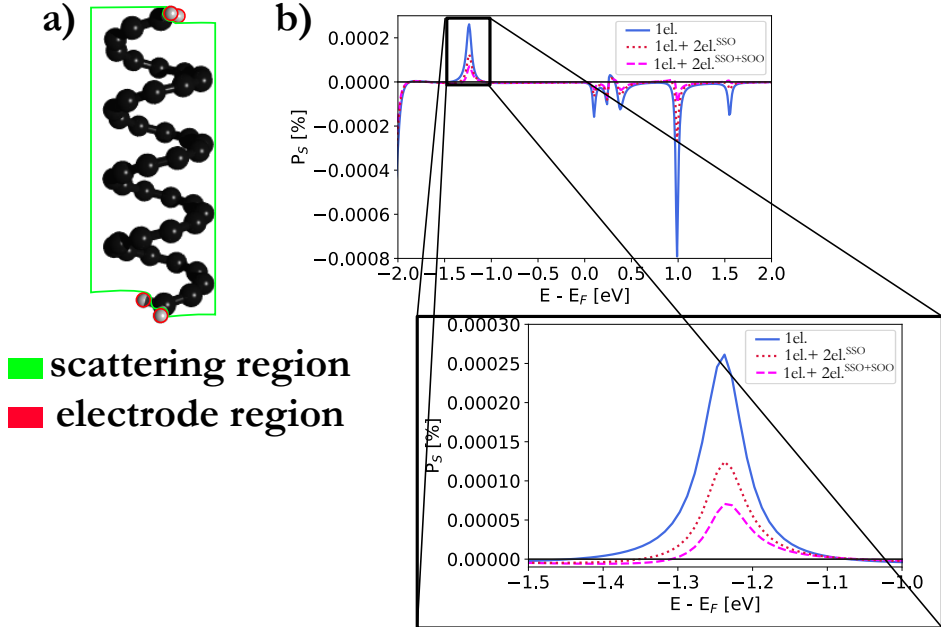 a)
scattering region
electrode region
b)
0.0002
0.0000
−0.0002
−0.0004
−0.0006
−0.0008
P_S [%]
1el.
1el.+ 2el.^SSO
1el.+ 2el.^SSO+SOO
−2.0 −1.5 −1.0 −0.5 0.0 0.5 1.0 1.5 2.0
E - E_F [eV]
0.00030
0.00025
0.00020
0.00015
0.00010
0.00005
0.00000
P_S [%]
1el.
1el.+ 2el.^SSO
1el.+ 2el.^SSO+SOO
−1.5 −1.4 −1.3 −1.2 −1.1 −1.0
E - E_F [eV]